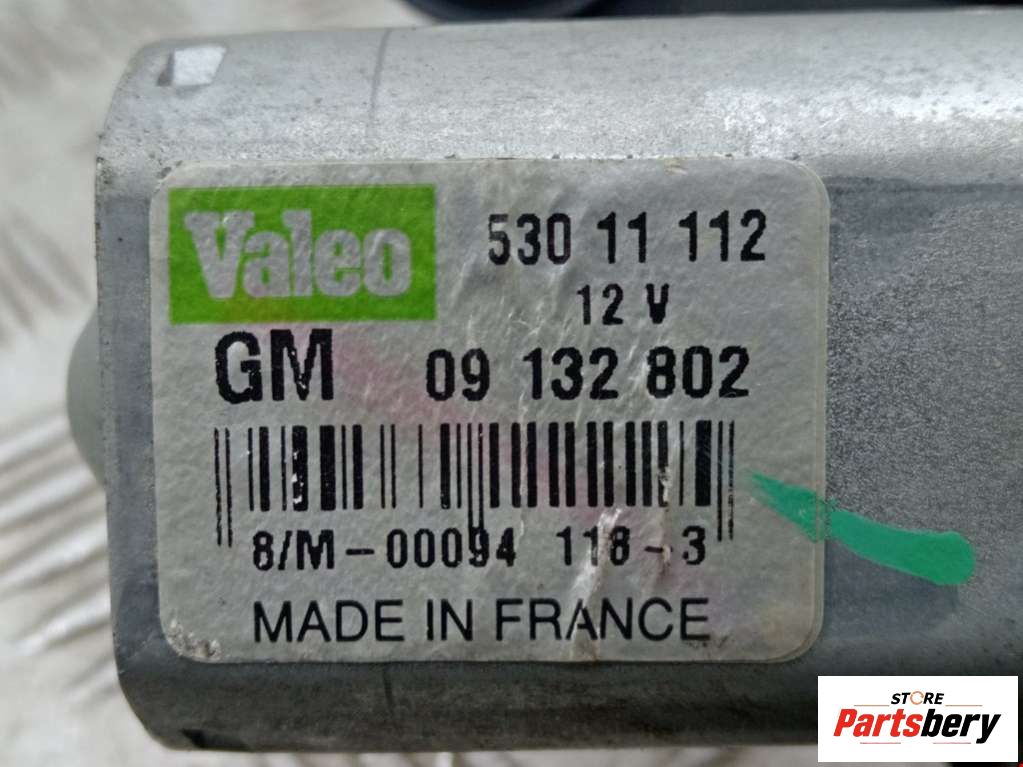 Valeo 530 11 112
12 V
GM 09 132 802
8/M-00094 118-3
MADE IN FRANCE
STORE
Partsbery